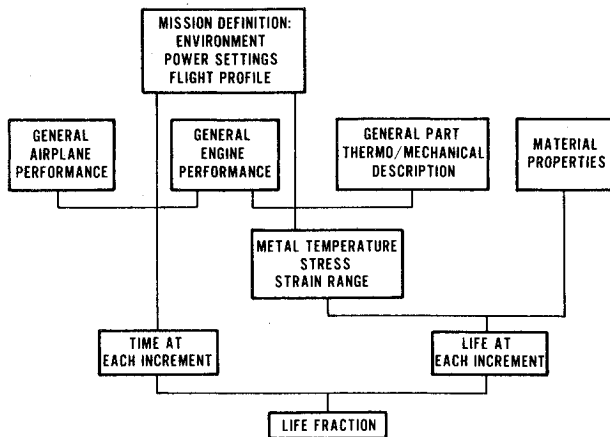 MISSION DEFINITION:
ENVIRONMENT
POWER SETTINGS
FLIGHT PROFILE
GENERAL
AIRPLANE
PERFORMANCE
GENERAL
ENGINE
PERFORMANCE
GENERAL PART
THERMO/MECHANICAL
DESCRIPTION
MATERIAL
PROPERTIES
METAL TEMPERATURE
STRESS
STRAIN RANGE
TIME AT
EACH INCREMENT
LIFE AT
EACH INCREMENT
LIFE FRACTION